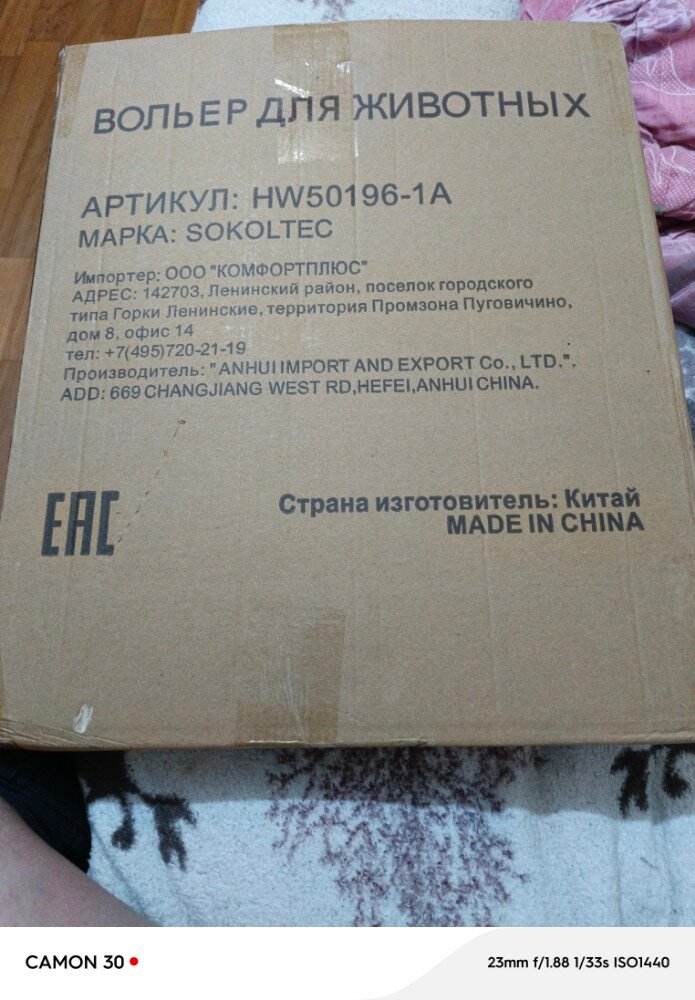 ВОЛЬЕР ДЛЯ ЖИВОТНЫХ
АРТИКУЛ: HW50196-1A
МАРКА: SOKOLTEC
Импортер: ООО "КОМФОРТПЛЮС"
АДРЕС: 142703, Ленинский район, поселок городского
типа Горки Ленинские, территория Промзона Пуговичино,
дом 8, офис 14
тел: +7(495)720-21-19
Производитель: "ANHUI IMPORT AND EXPORT Co., LTD.".
ADD: 669 CHANGJIANG WEST RD,HEFEI,ANHUI CHINA.
EAC
Страна изготовитель: Китай
MADE IN CHINA
CAMON 30
23mm f/1.88 1/33s ISO1440